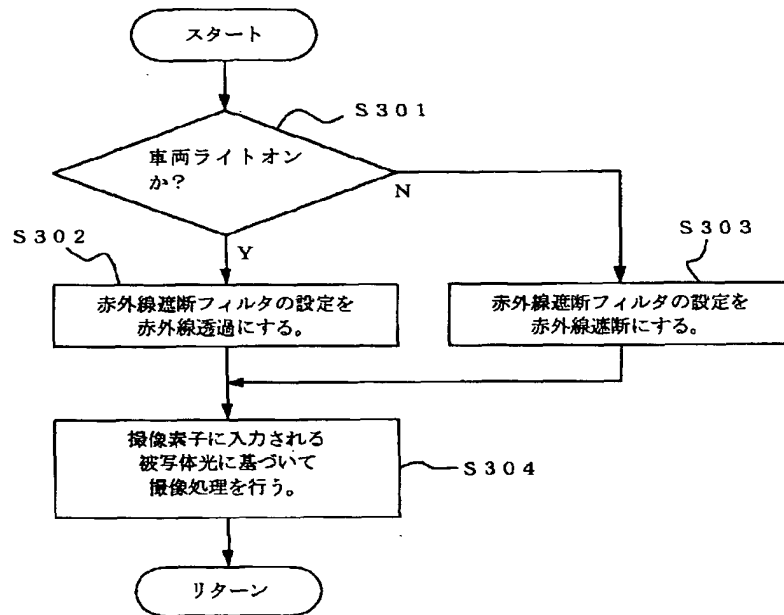 スタート
S301
車両ライトオン
か?
N
Y
S302
S303
赤外線遮断フィルタの設定を
赤外線透過にする。
赤外線遮断フィルタの設定を
赤外線遮断にする。
撮像素子に入力される
被写体光に基づいて
撮像処理を行う。
S304
リターン